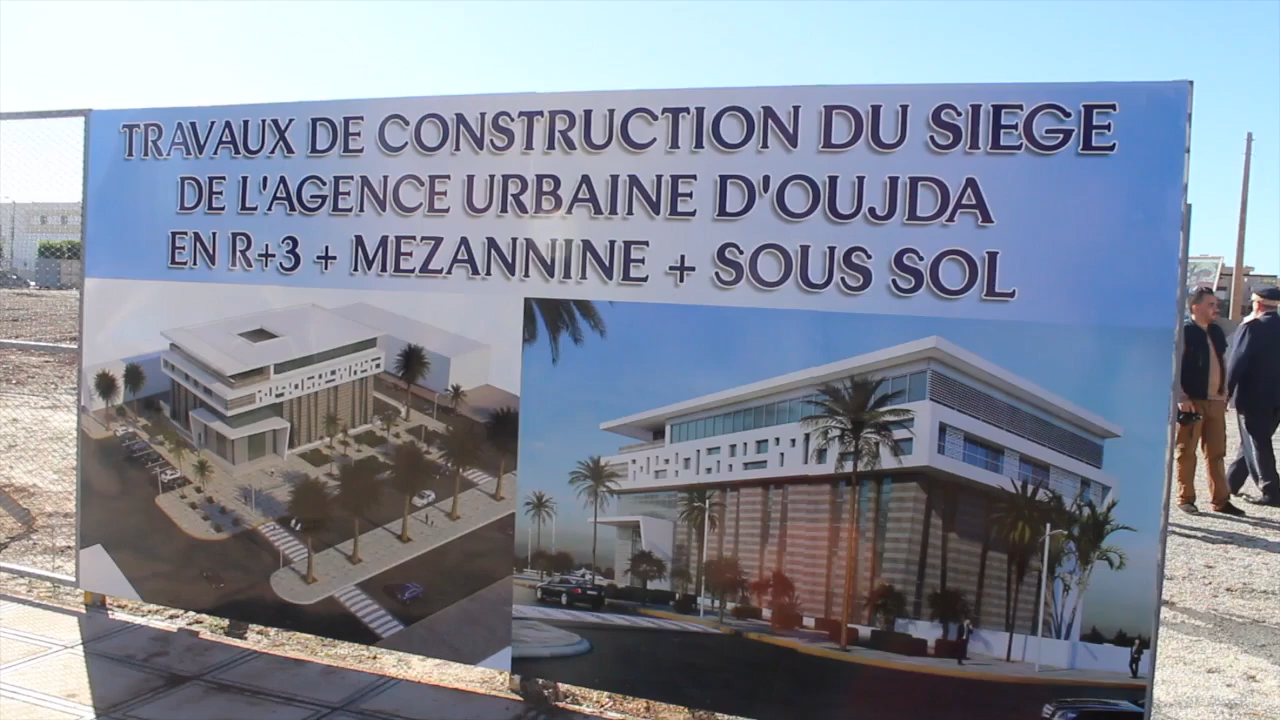 TRAVAUX DE CONSTRUCTION DU SIEGE
DE L'AGENCE URBAINE D'OUJDA
EN R+3 + MEZANNINE + SOUS SOL